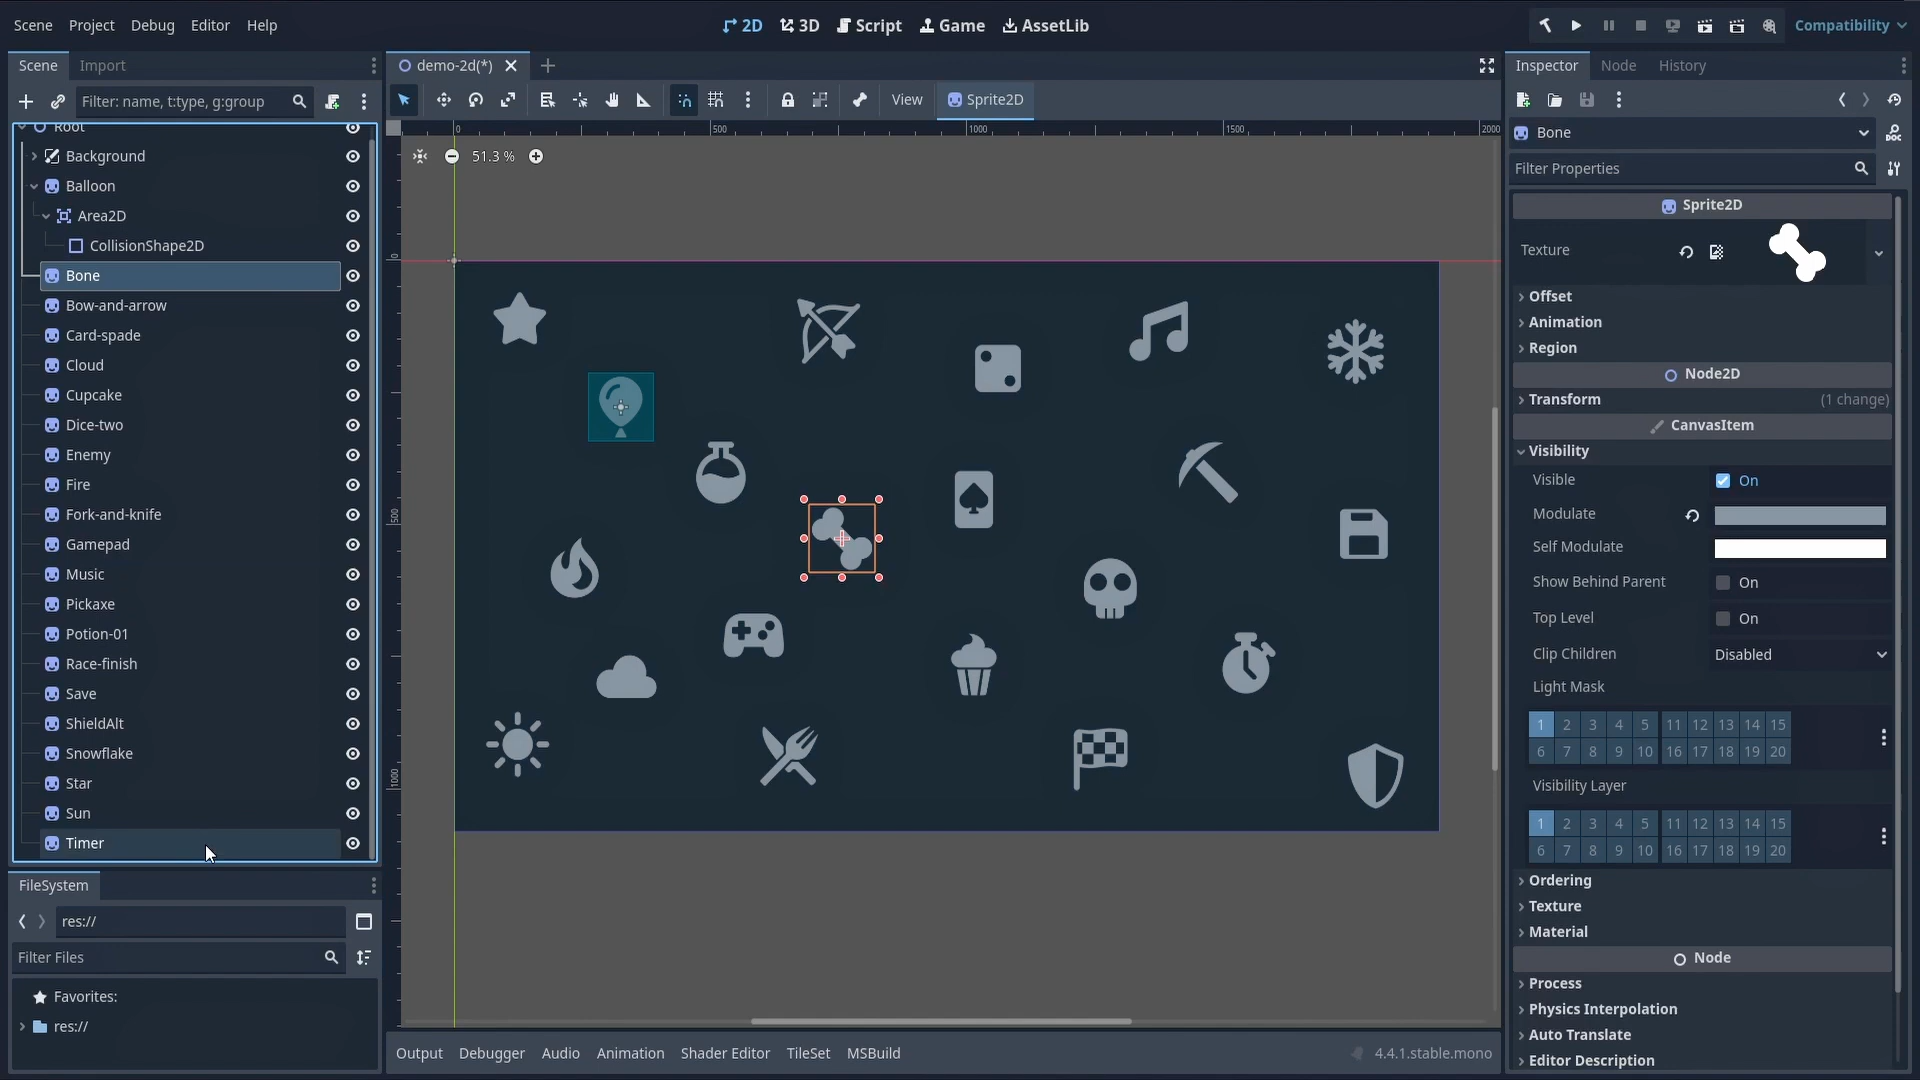 Scene Project Debug Editor Help
2D 3D Script Game AssetLib
Compatibility
Scene Import
Filter: name, t:type, g:group
Root
Background
Balloon
Area2D
CollisionShape2D
Bone
Bow-and-arrow
Card-spade
Cloud
Cupcake
Dice-two
Enemy
Fire
Fork-and-knife
Gamepad
Music
Pickaxe
Potion-01
Race-finish
Save
ShieldAlt
Snowflake
Star
Sun
Timer
FileSystem
res://
Filter Files
Favorites:
res://
demo-2d(*)
View Sprite2D
0 500 1000 1500 2000
51.3 %
0
500
1000
Output Debugger Audio Animation Shader Editor TileSet MSBuild
4.4.1.stable.mono
Inspector Node History
Bone
Filter Properties
Sprite2D
Texture
Offset
Animation
Region
Node2D
Transform (1 change)
CanvasItem
Visibility
Visible On
Modulate
Self Modulate
Show Behind Parent On
Top Level On
Clip Children Disabled
Light Mask
1 2 3 4 5 11 12 13 14 15
6 7 8 9 10 16 17 18 19 20
Visibility Layer
1 2 3 4 5 11 12 13 14 15
6 7 8 9 10 16 17 18 19 20
Ordering
Texture
Material
Node
Process
Physics Interpolation
Auto Translate
Editor Description